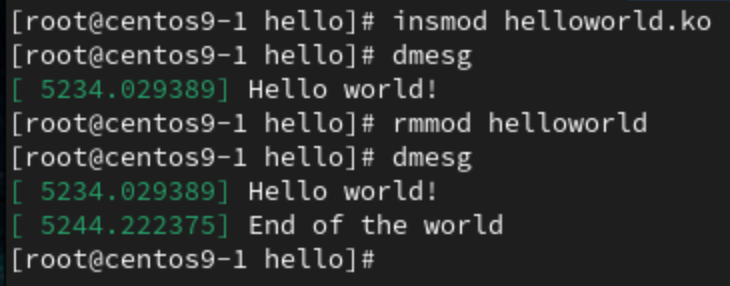 [root@centos9-1 hello]# insmod helloworld.ko
[root@centos9-1 hello]# dmesg
[ 5234.029389] Hello world!
[root@centos9-1 hello]# rmmod helloworld
[root@centos9-1 hello]# dmesg
[ 5234.029389] Hello world!
[ 5244.222375] End of the world
[root@centos9-1 hello]#